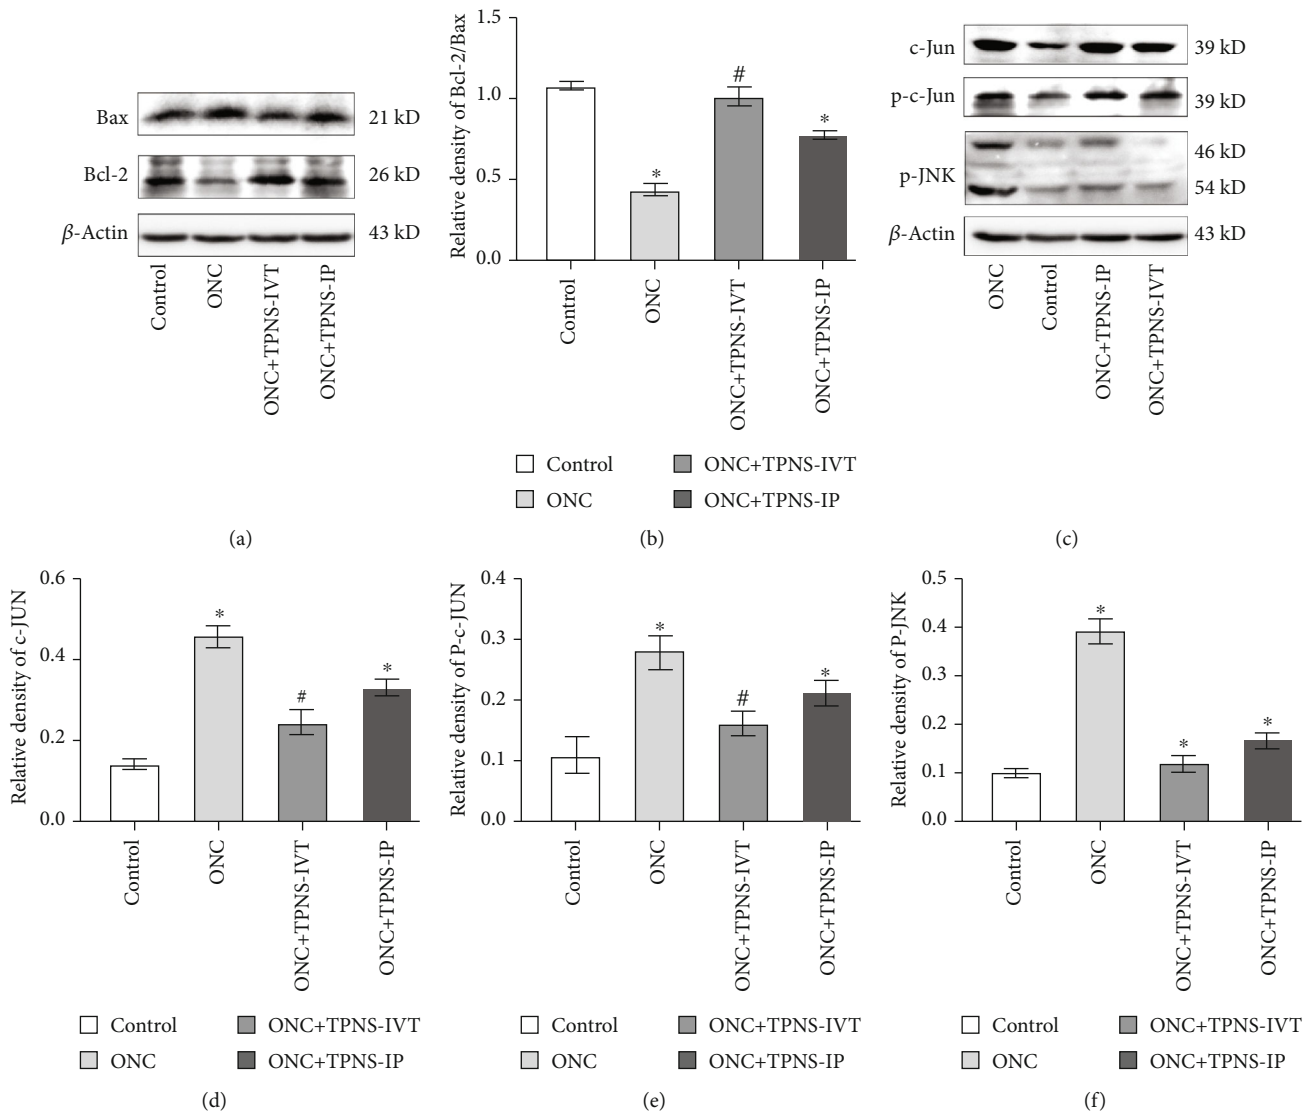 Bax
21 kD
Bcl-2
26 kD
β-Actin
43 kD
Control
ONC
ONC+TPNS-IVT
ONC+TPNS-IP
(a)
Relative density of Bcl-2/Bax
1.5
1.0
0.5
0.0
*
#
*
Control
ONC
ONC+TPNS-IVT
ONC+TPNS-IP
Control
ONC+TPNS-IVT
ONC
ONC+TPNS-IP
(b)
c-Jun
39 kD
p-c-Jun
39 kD
p-JNK
46 kD
54 kD
β-Actin
43 kD
ONC
Control
ONC+TPNS-IP
ONC+TPNS-IVT
(c)
Relative density of c-JUN
0.6
0.4
0.2
0.0
*
#
*
Control
ONC
ONC+TPNS-IVT
ONC+TPNS-IP
Control
ONC+TPNS-IVT
ONC
ONC+TPNS-IP
(d)
Relative density of P-c-JUN
0.4
0.3
0.2
0.1
0.0
*
#
*
Control
ONC
ONC+TPNS-IVT
ONC+TPNS-IP
Control
ONC+TPNS-IVT
ONC
ONC+TPNS-IP
(e)
Relative density of P-JNK
0.5
0.4
0.3
0.2
0.1
0.0
*
*
*
Control
ONC
ONC+TPNS-IVT
ONC+TPNS-IP
Control
ONC+TPNS-IVT
ONC
ONC+TPNS-IP
(f)